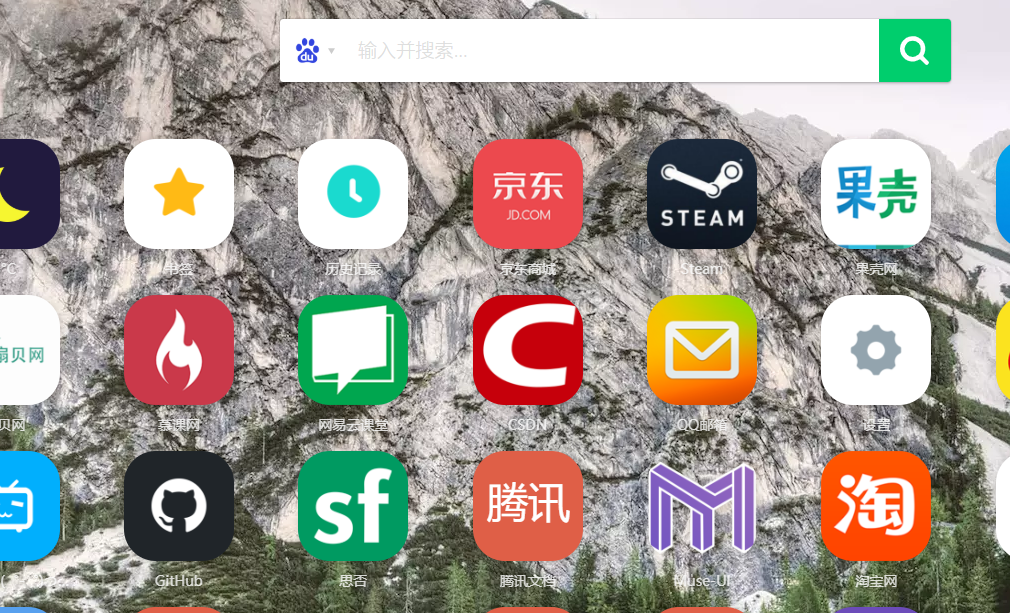 du
输入并搜索...
京东
JD.COM
STEAM
果壳
℃
书签
历史记录
京东商城
Steam
果壳网
扇贝网
C
贝网
慕课网
网易云课堂
CSDN
QQ邮箱
设置
sf
腾讯
淘
GitHub
思否
腾讯文档
Muse-UI
淘宝网